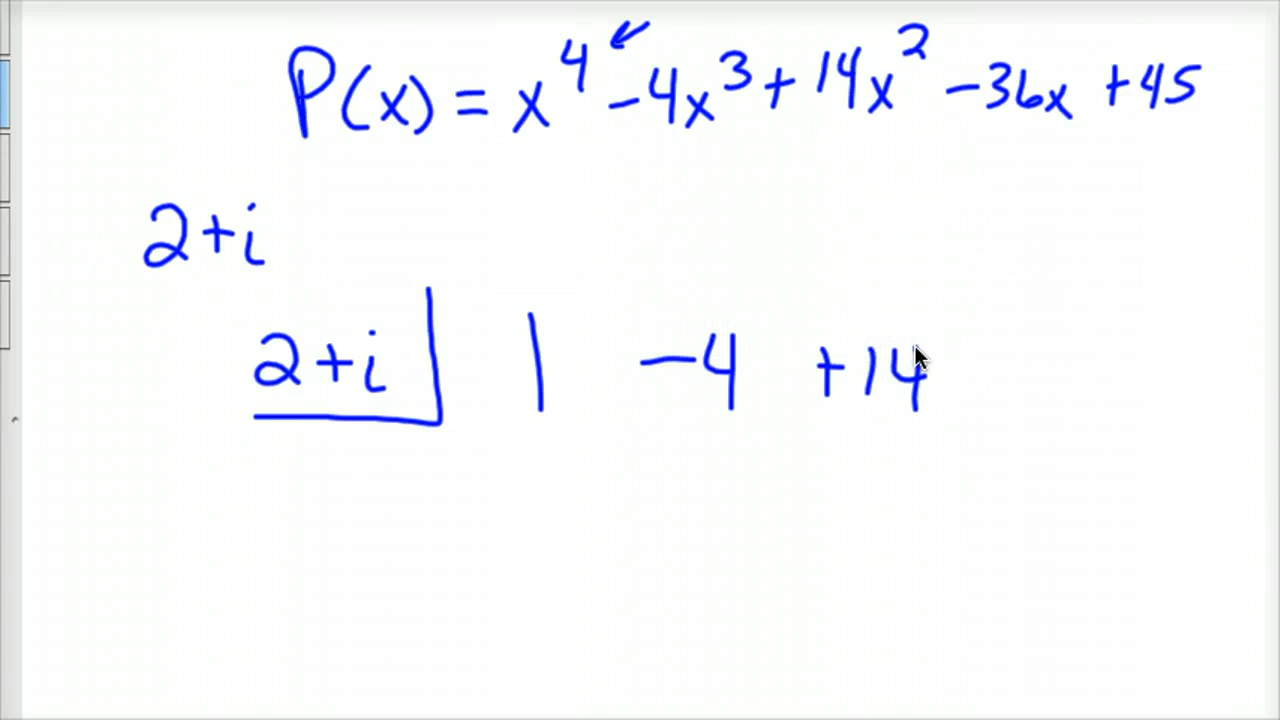 P(x) = x⁴ - 4x³ + 14x² - 36x + 45
2+i
2+i | 1 -4 +14